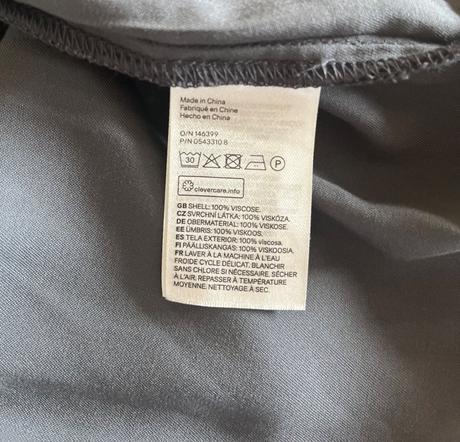 Made in China
Fabriqué en Chine
Hecho en China
O/N 146399
P/N 0543310 8
30 P
clevercare.info
GB SHELL: 100% VISCOSE.
CZ SVRCHNÍ LÁTKA: 100% VISKÓZA.
DE OBERMATERIAL: 100% VISKOSE.
EE ÜMBRIS: 100% VISKOOS.
ES TELA EXTERIOR: 100% viscosa.
FI PÄÄLLISKANGAS: 100% VISKOOSIA.
FR LAVER À LA MACHINE À L'EAU
FROIDE CYCLE DÉLICAT. BLANCHIR
SANS CHLORE SI NÉCESSAIRE. SÉCHER
À L'AIR. REPASSER À TEMPÉRATURE
MOYENNE. NETTOYAGE À SEC.